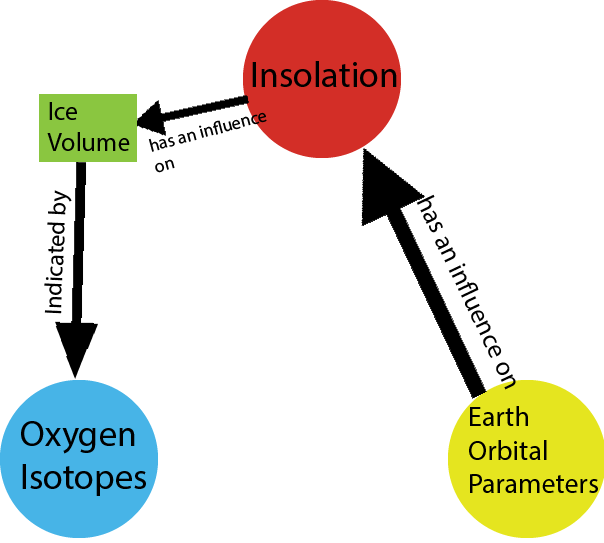 Insolation
Ice
Volume
has an influence
on
has an influence on
Indicated by
Oxygen
Isotopes
Earth
Orbital
Parameters